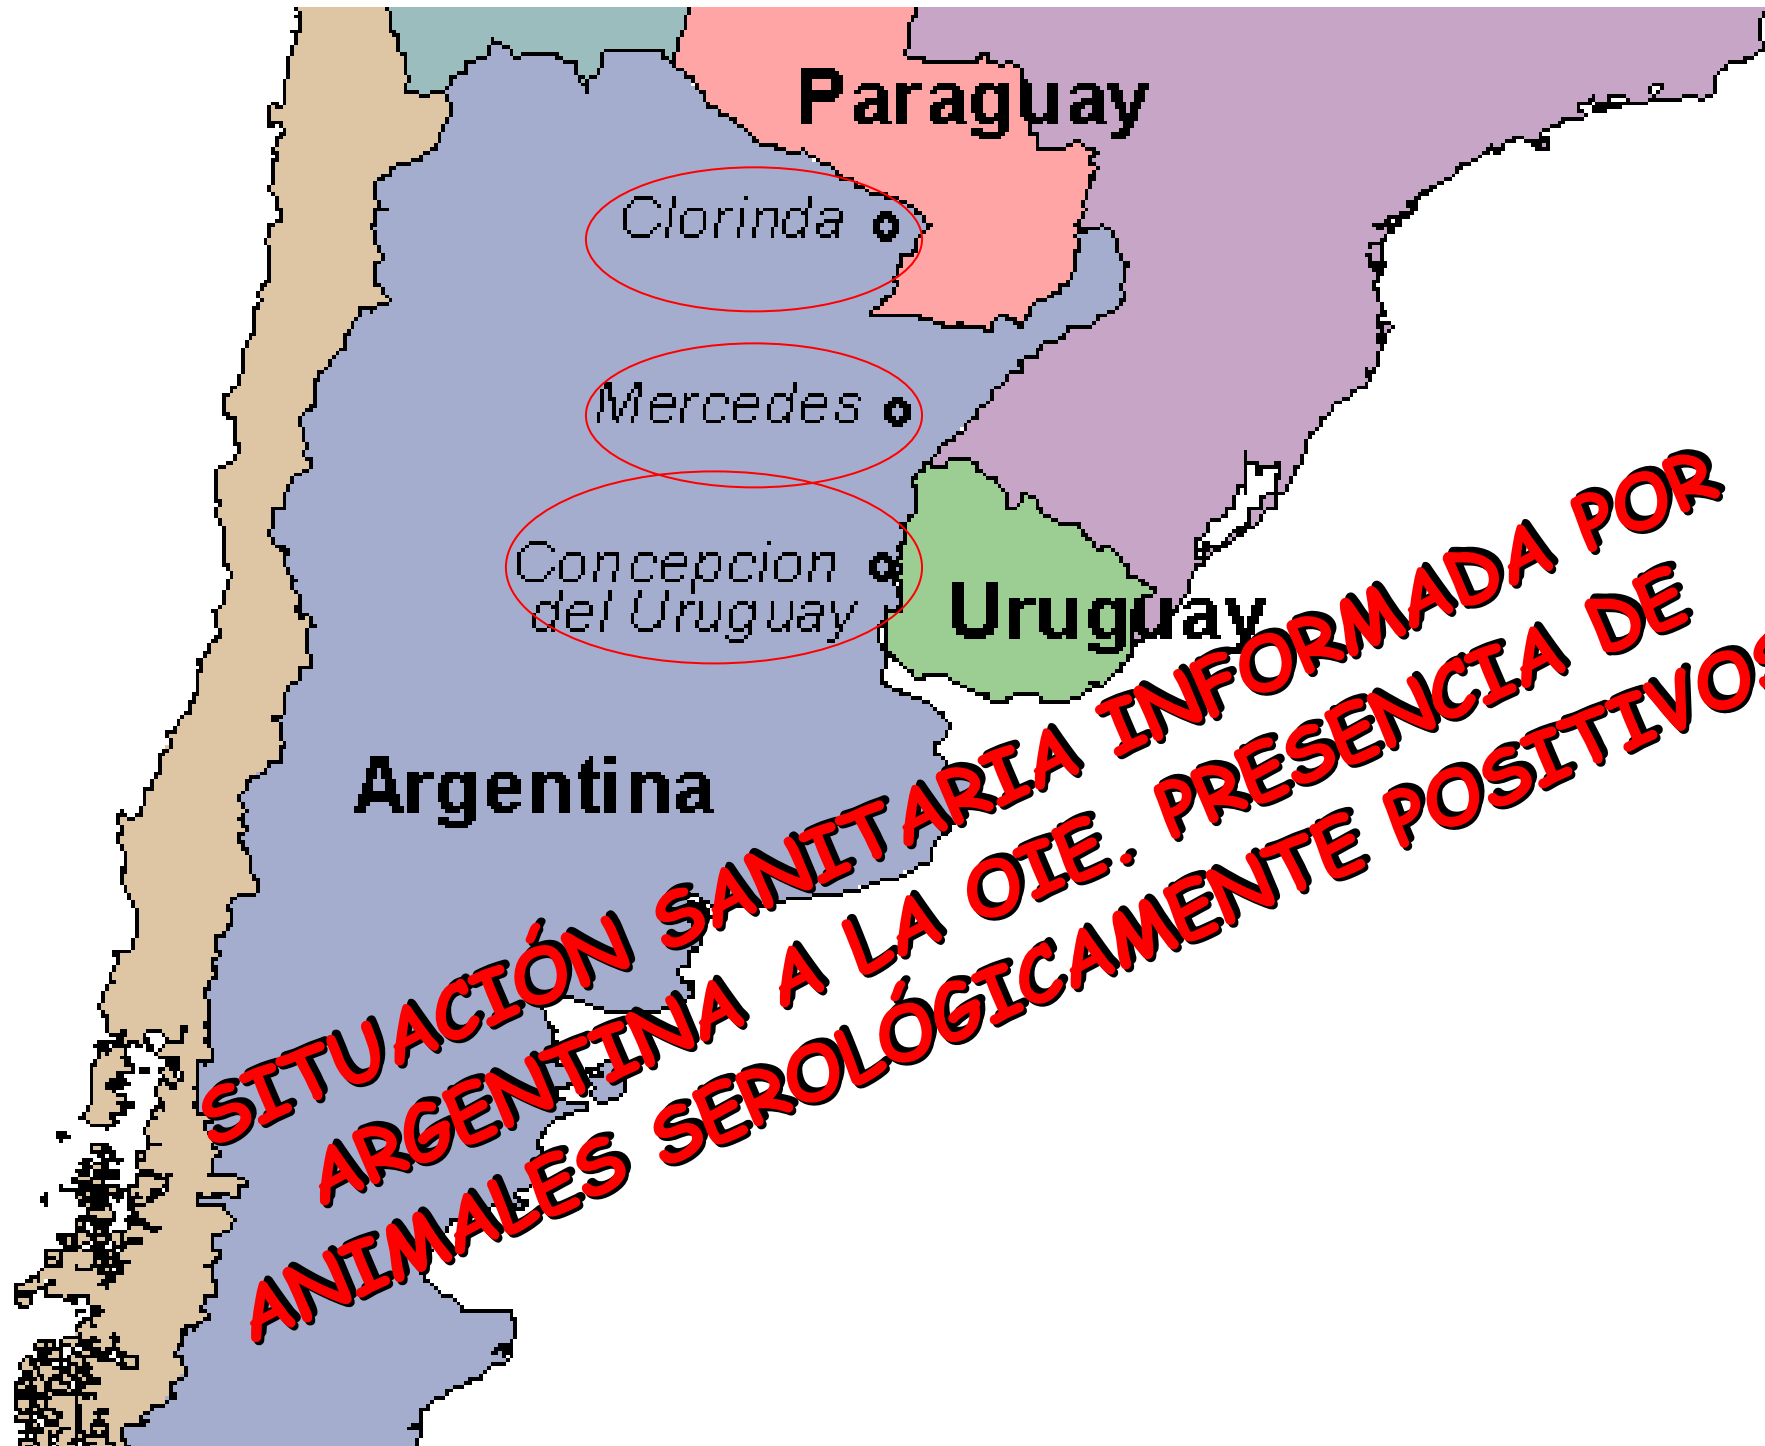 Paraguay
Clorinda
Mercedes
Concepcion
del Uruguay
Uruguay
Argentina
SITUACIÓN SANITARIA INFORMADA POR
ARGENTINA A LA OIE. PRESENCIA DE
ANIMALES SEROLÓGICAMENTE POSITIVOS